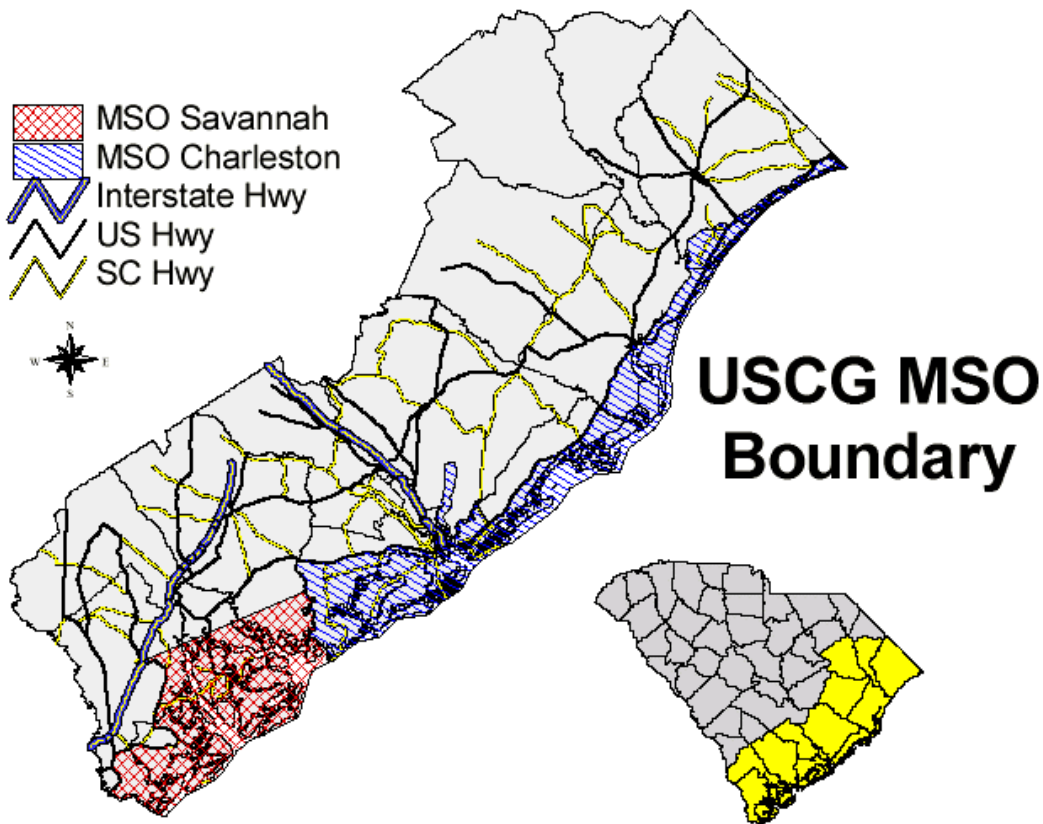 MSO Savannah
MSO Charleston
Interstate Hwy
US Hwy
SC Hwy
N
W E
S
USCG MSO
Boundary